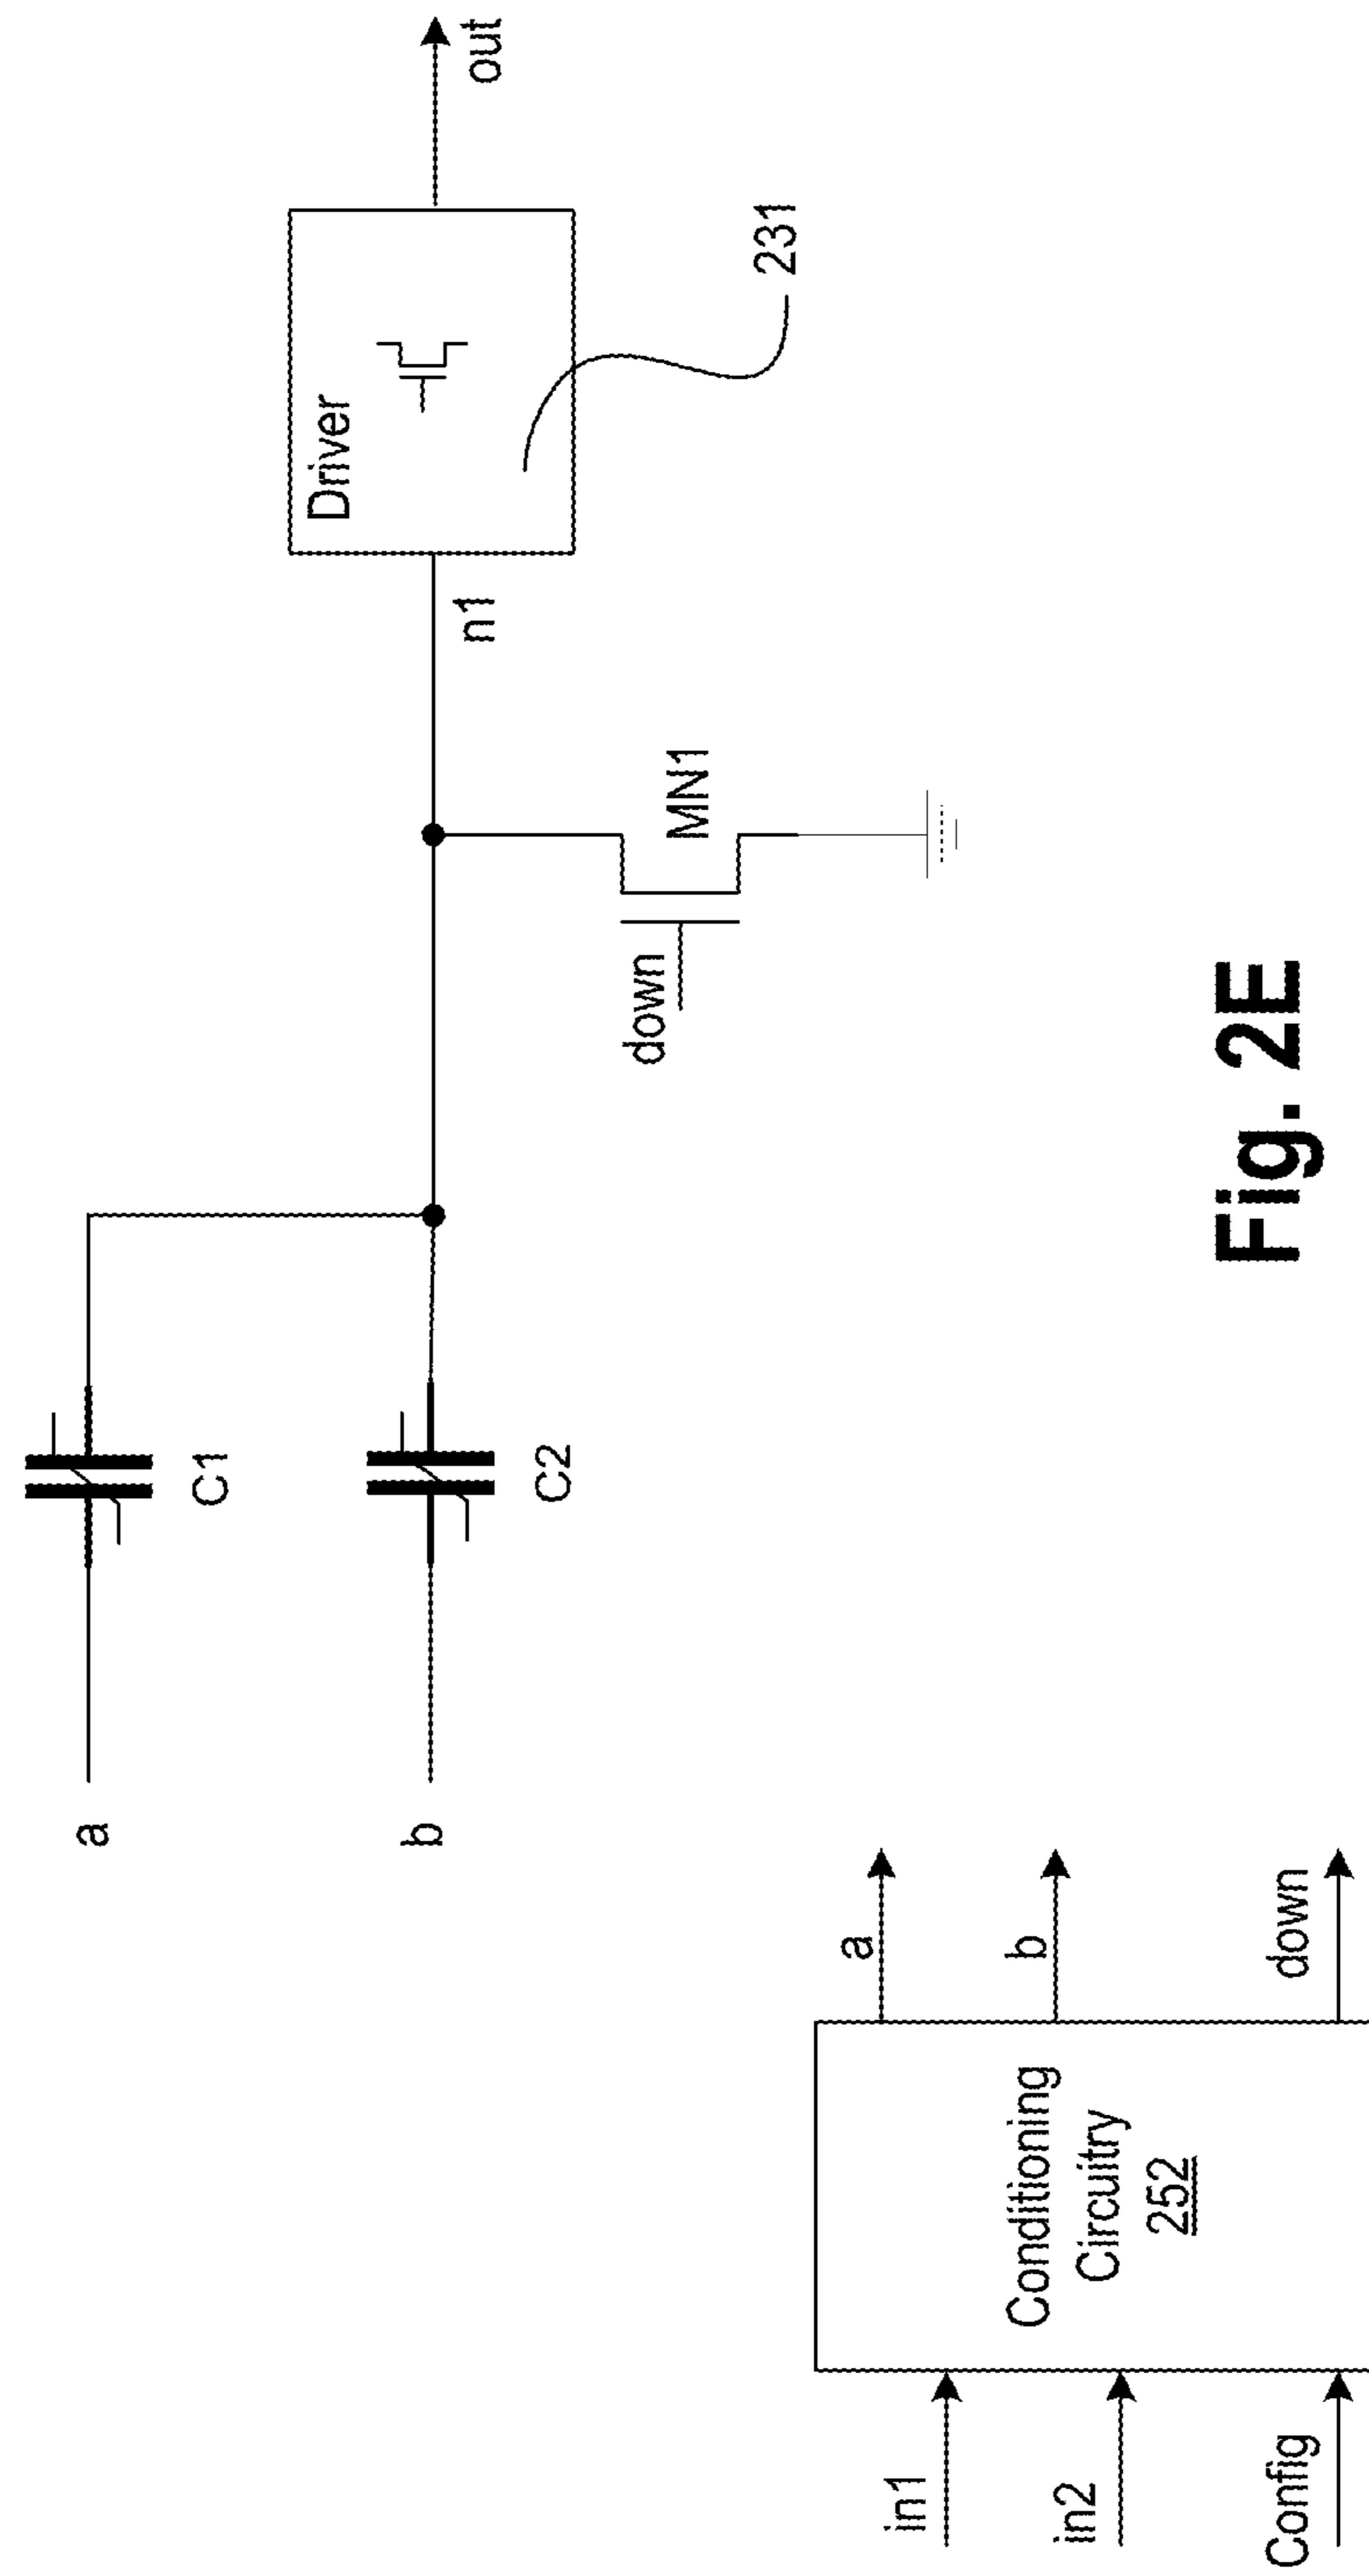 a
C1
b
C2
n1
Driver
out
231
down
MN1
in1
in2
Config
Conditioning
Circuitry
252
a
b
down
Fig. 2E